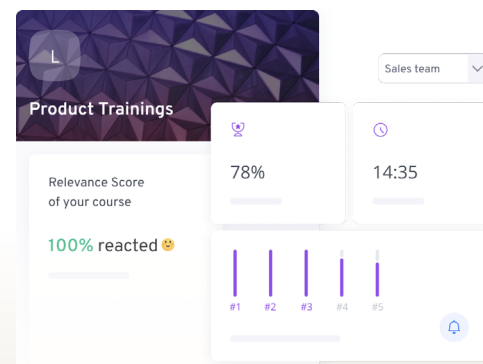 L
Product Trainings
Sales team
78%
14:35
Relevance Score
of your course
100% reacted
#1 #2 #3 #4 #5